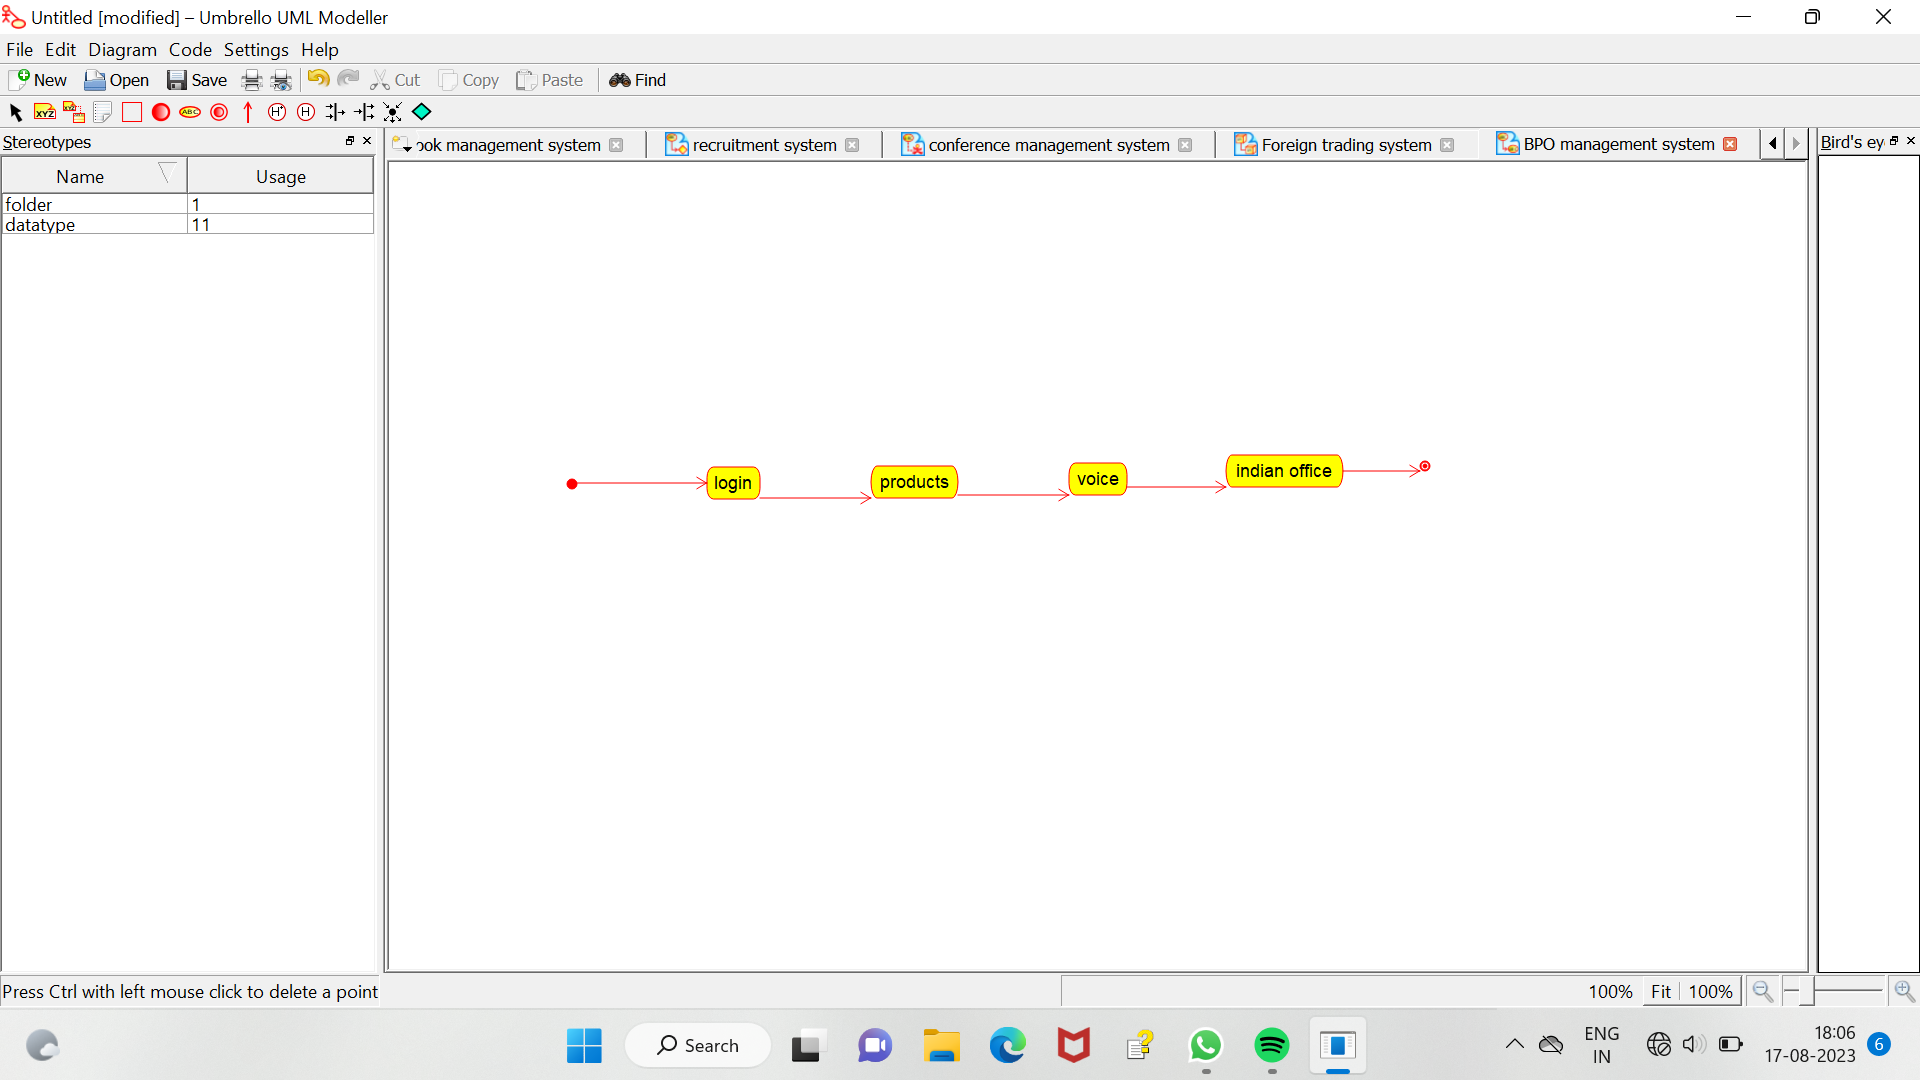 Untitled [modified] – Umbrello UML Modeller
File Edit Diagram Code Settings Help
New Open Save Cut Copy Paste Find
XYZ XYZ ABC H* H
Stereotypes
ook management system recruitment system conference management system Foreign trading system BPO management system
Bird's ey
Name Usage
folder 1
datatype 11
login products voice indian office
Press Ctrl with left mouse click to delete a point
100% Fit 100%
Search
ENG
IN
18:06
17-08-2023
6